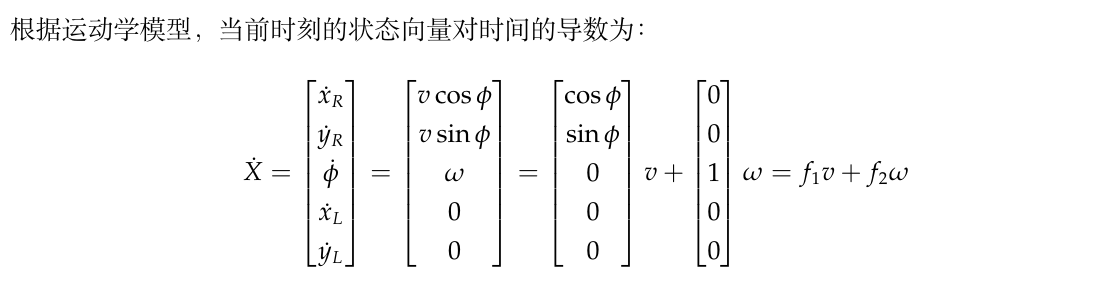 根据运动学模型，当前时刻的状态向量对时间的导数为：
$$\dot{X} = \begin{bmatrix} \dot{x}_R \\ \dot{y}_R \\ \dot{\phi} \\ \dot{x}_L \\ \dot{y}_L \end{bmatrix} = \begin{bmatrix} v\cos\phi \\ v\sin\phi \\ \omega \\ 0 \\ 0 \end{bmatrix} = \begin{bmatrix} \cos\phi \\ \sin\phi \\ 0 \\ 0 \\ 0 \end{bmatrix} v + \begin{bmatrix} 0 \\ 0 \\ 1 \\ 0 \\ 0 \end{bmatrix} \omega = f_1 v + f_2 \omega$$